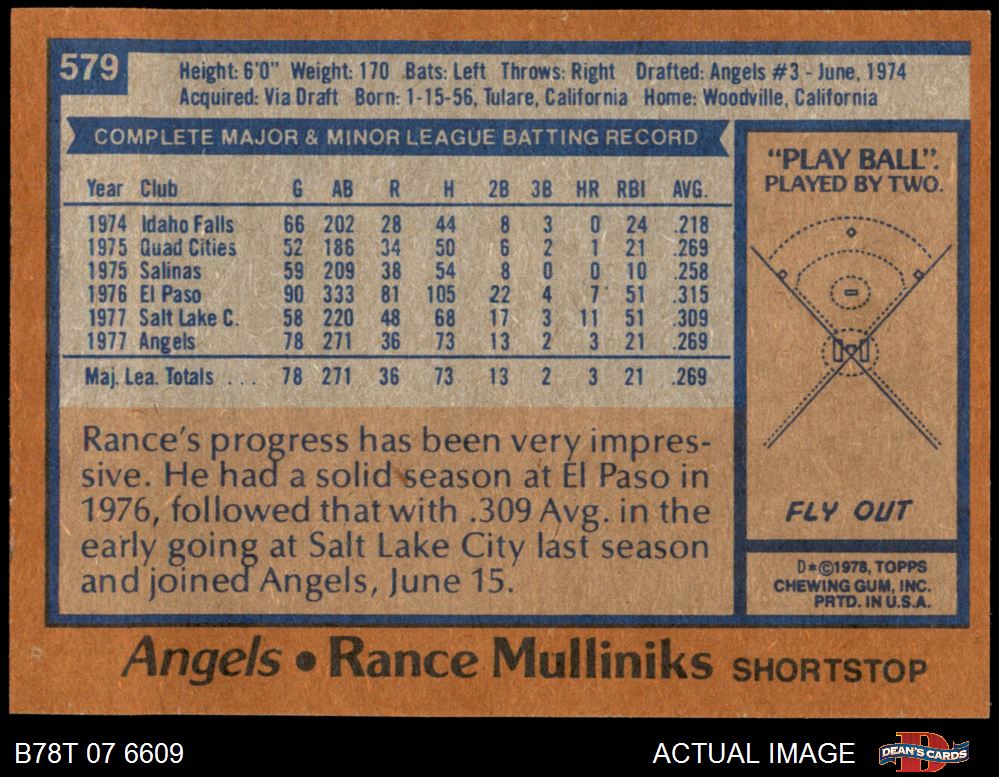 579
Height: 6'0" Weight: 170 Bats: Left Throws: Right Drafted: Angels #3 - June, 1974
Acquired: Via Draft Born: 1-15-56, Tulare, California Home: Woodville, California
COMPLETE MAJOR & MINOR LEAGUE BATTING RECORD
Year Club G AB R H 2B 3B HR RBI AVG.
1974 Idaho Falls 66 202 28 44 8 3 0 24 .218
1975 Quad Cities 52 186 34 50 6 2 1 21 .269
1975 Salinas 59 209 38 54 8 0 0 10 .258
1976 El Paso 90 333 81 105 22 4 7 51 .315
1977 Salt Lake C. 58 220 48 68 17 3 11 51 .309
1977 Angels 78 271 36 73 13 2 3 21 .269
Maj. Lea. Totals . . . 78 271 36 73 13 2 3 21 .269
Rance's progress has been very impres-
sive. He had a solid season at El Paso in
1976, followed that with .309 Avg. in the
early going at Salt Lake City last season
and joined Angels, June 15.
"PLAY BALL".
PLAYED BY TWO.
FLY OUT
D*©1978, TOPPS
CHEWING GUM, INC.
PRTD. IN U.S.A.
Angels • Rance Mulliniks SHORTSTOP
B78T 07 6609
ACTUAL IMAGE
DEAN'S CARDS